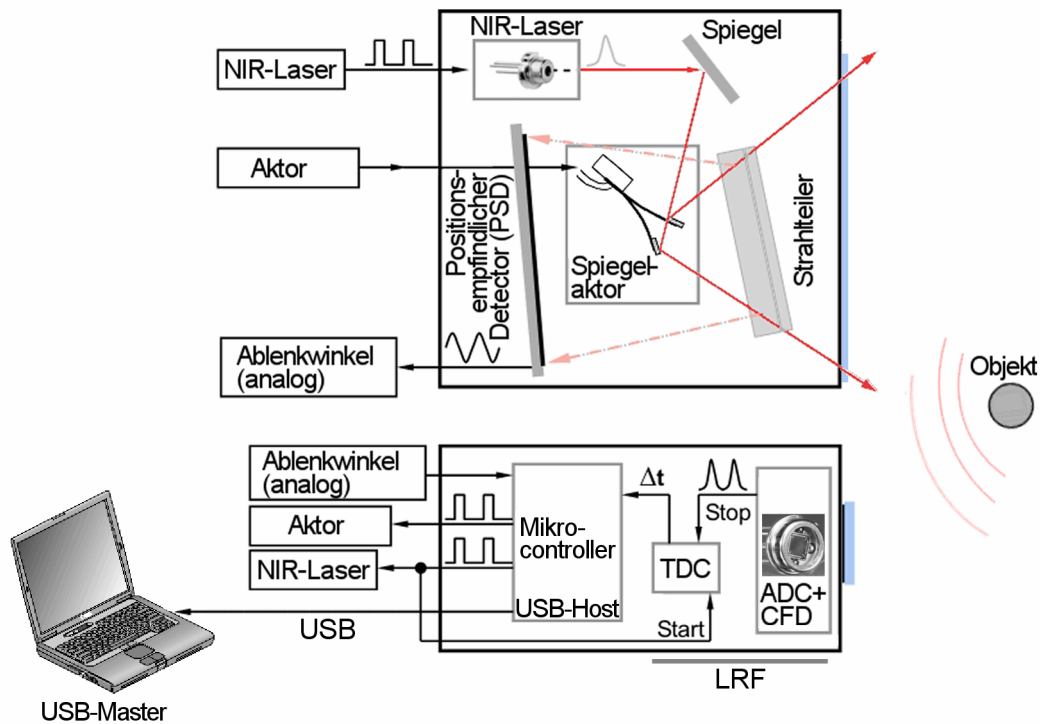 NIR-Laser
Spiegel
NIR-Laser
Aktor
Positions-
empfindlicher
Detector (PSD)
Spiegel-
aktor
Strahlteiler
Ablenkwinkel
(analog)
Objekt
Ablenkwinkel
(analog)
Aktor
NIR-Laser
Mikro-
controller
USB-Host
Δt
Stop
TDC
Start
ADC+
CFD
USB
LRF
USB-Master